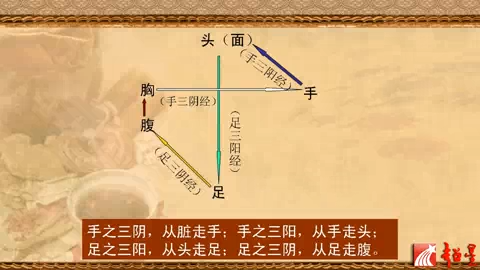 头（面）
（手三阳经）
胸
（手三阴经）
手
腹
（足三阳经）
（足三阴经）
足
手之三阴，从脏走手；手之三阳，从手走头；
足之三阳，从头走足；足之三阴，从足走腹。